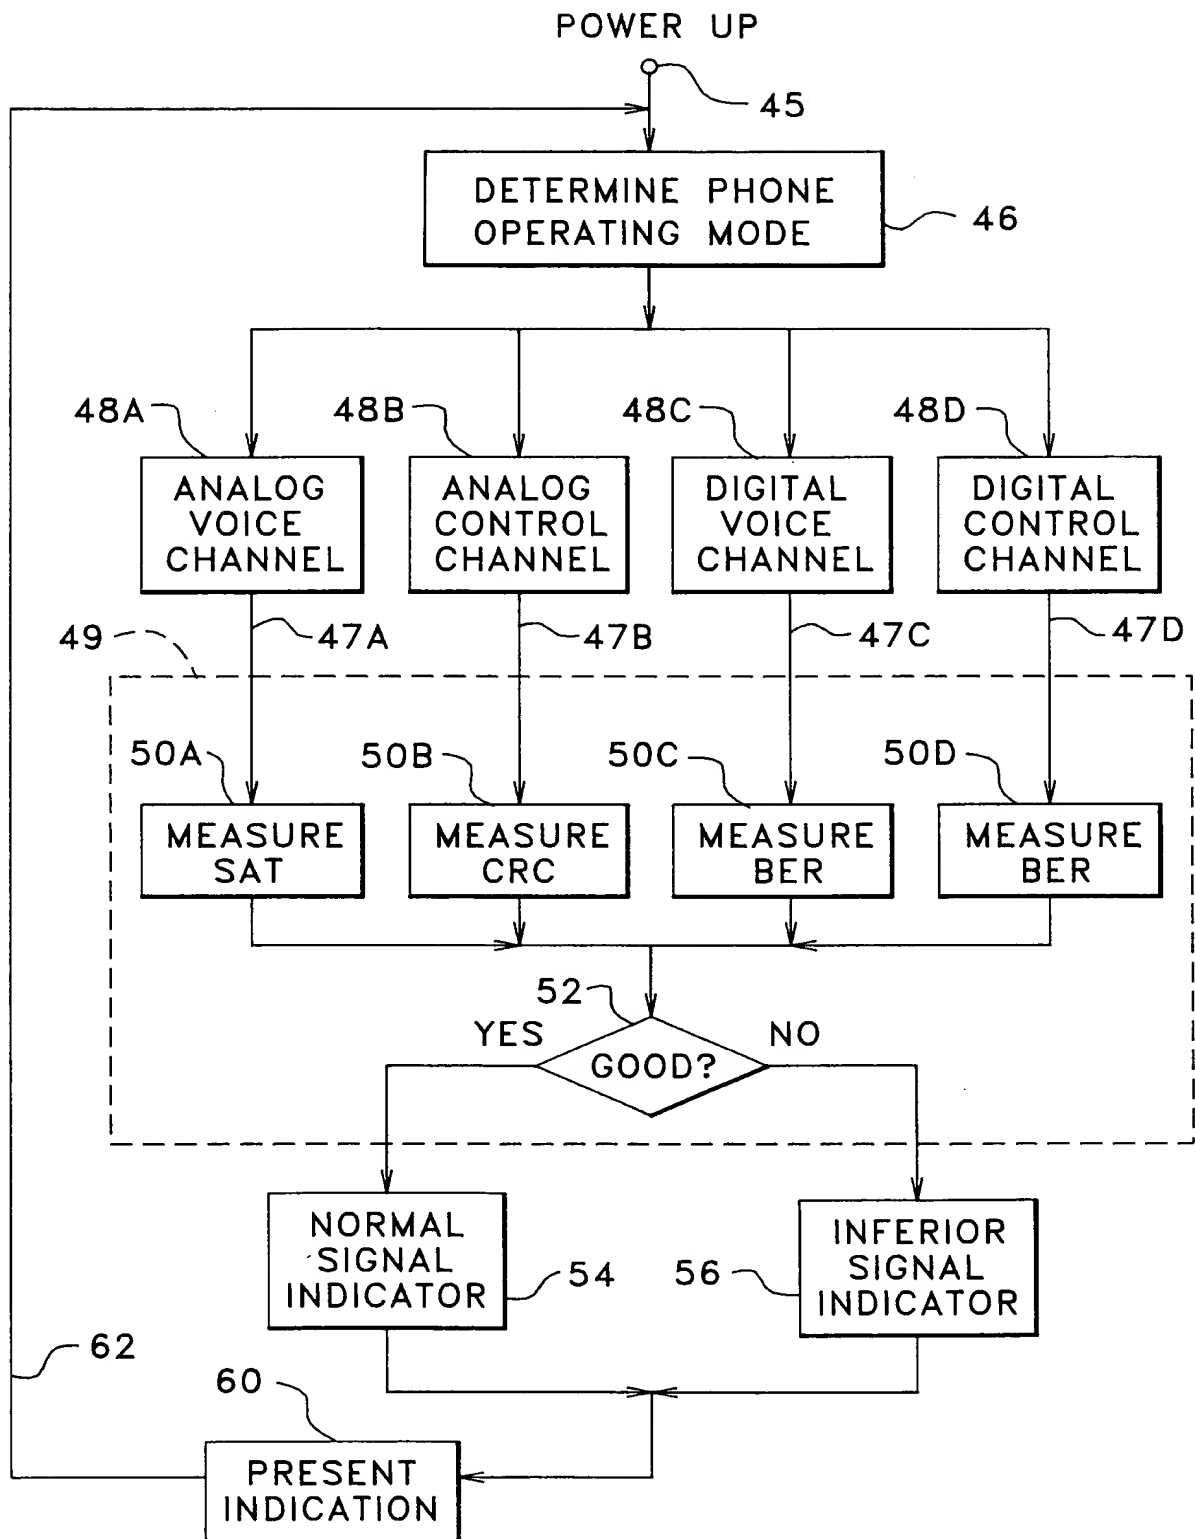 POWER UP
45
DETERMINE PHONE
OPERATING MODE
46
48A
48B
48C
48D
ANALOG
VOICE
CHANNEL
ANALOG
CONTROL
CHANNEL
DIGITAL
VOICE
CHANNEL
DIGITAL
CONTROL
CHANNEL
49
47A
47B
47C
47D
50A
50B
50C
50D
MEASURE
SAT
MEASURE
CRC
MEASURE
BER
MEASURE
BER
52
YES
NO
GOOD?
NORMAL
SIGNAL
INDICATOR
54
56
INFERIOR
SIGNAL
INDICATOR
62
60
PRESENT
INDICATION